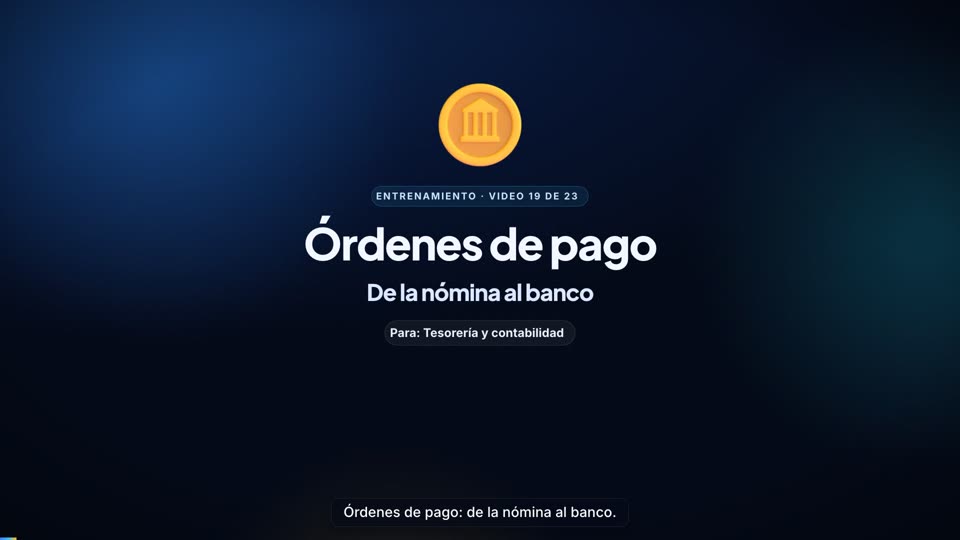 ENTRENAMIENTO · VIDEO 19 DE 23
Órdenes de pago
De la nómina al banco
Para: Tesorería y contabilidad
Órdenes de pago: de la nómina al banco.